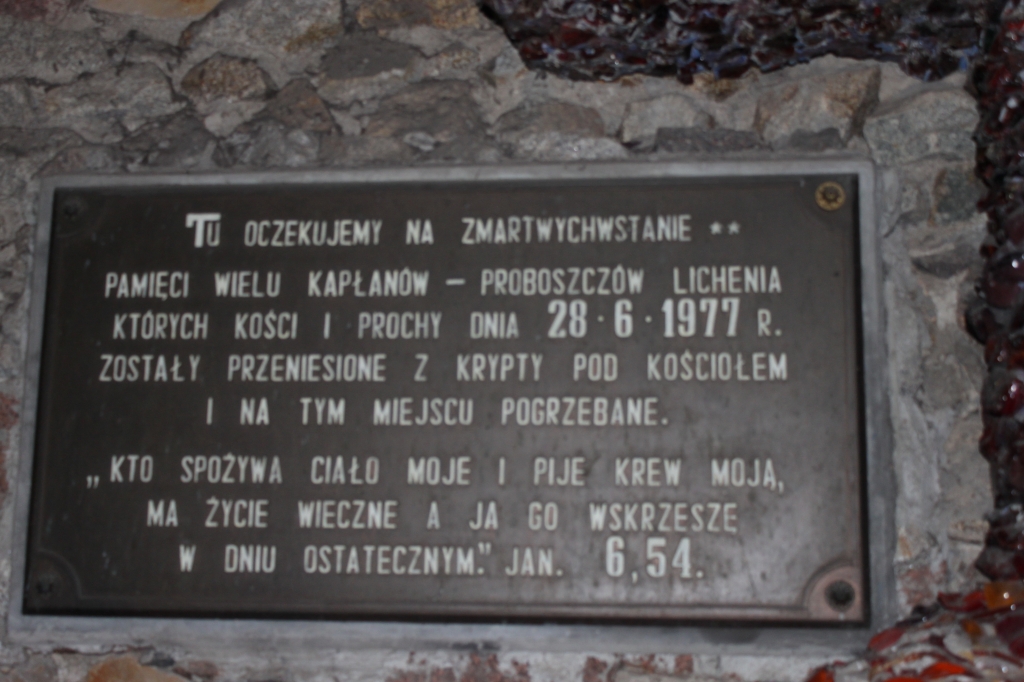 TU OCZEKUJEMY NA ZMARTWYCHWSTANIE **
PAMIĘCI WIELU KAPŁANÓW – PROBOSZCZÓW LICHENIA
KTÓRYCH KOŚCI I PROCHY DNIA 28·6·1977 R.
ZOSTAŁY PRZENIESIONE Z KRYPTY POD KOŚCIOŁEM
I NA TYM MIEJSCU POGRZEBANE.
„KTO SPOŻYWA CIAŁO MOJE I PIJE KREW MOJĄ,
MA ŻYCIE WIECZNE A JA GO WSKRZESZĘ
W DNIU OSTATECZNYM." JAN. 6,54.